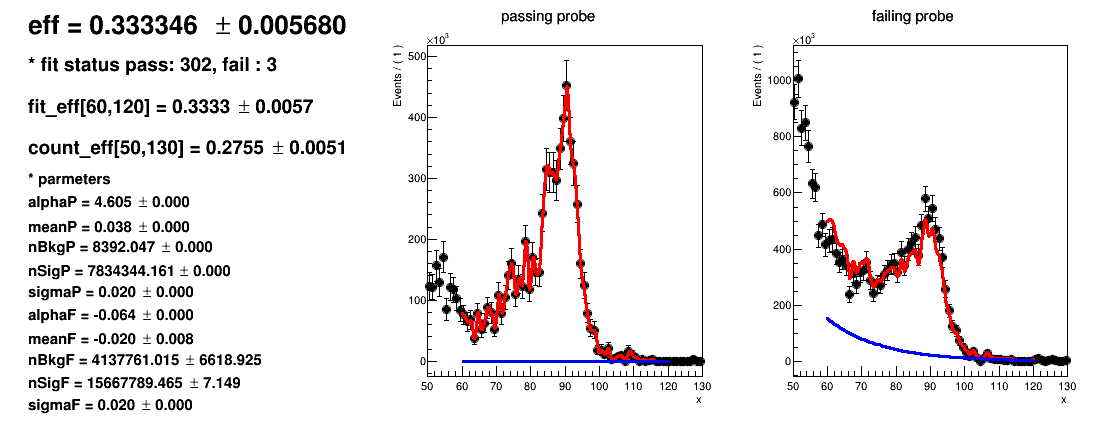 eff = 0.333346 ± 0.005680
* fit status pass: 302, fail : 3
fit_eff[60,120] = 0.3333 ± 0.0057
count_eff[50,130] = 0.2755 ± 0.0051
* parmeters
alphaP = 4.605 ± 0.000
meanP = 0.038 ± 0.000
nBkgP = 8392.047 ± 0.000
nSigP = 7834344.161 ± 0.000
sigmaP = 0.020 ± 0.000
alphaF = -0.064 ± 0.000
meanF = -0.020 ± 0.008
nBkgF = 4137761.015 ± 6618.925
nSigF = 15667789.465 ± 7.149
sigmaF = 0.020 ± 0.000
passing probe
×10³
Events / ( 1 )
500
400
300
200
100
0
50 60 70 80 90 100 110 120 130
x
failing probe
×10³
Events / ( 1 )
1000
800
600
400
200
0
50 60 70 80 90 100 110 120 130
x